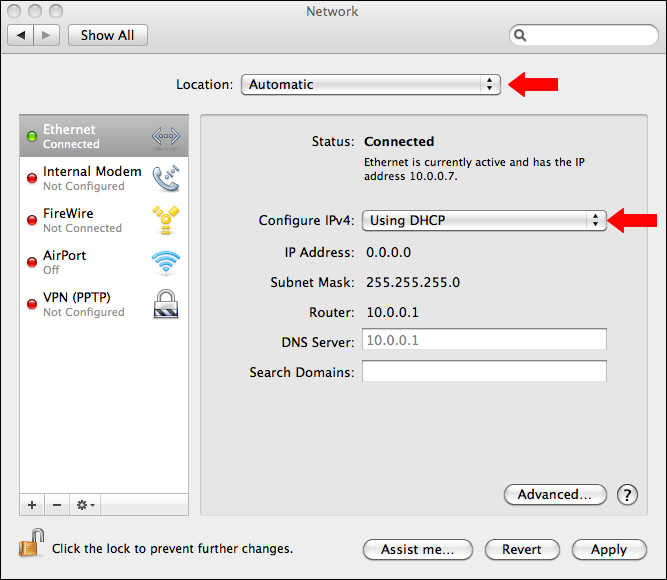 Network
Show All
Location: Automatic
Ethernet
Connected
Internal Modem
Not Configured
FireWire
Not Connected
AirPort
Off
VPN (PPTP)
Not Configured
Status: Connected
Ethernet is currently active and has the IP
address 10.0.0.7.
Configure IPv4: Using DHCP
IP Address: 0.0.0.0
Subnet Mask: 255.255.255.0
Router: 10.0.0.1
DNS Server: 10.0.0.1
Search Domains:
Advanced...
?
Click the lock to prevent further changes.
Assist me...
Revert
Apply